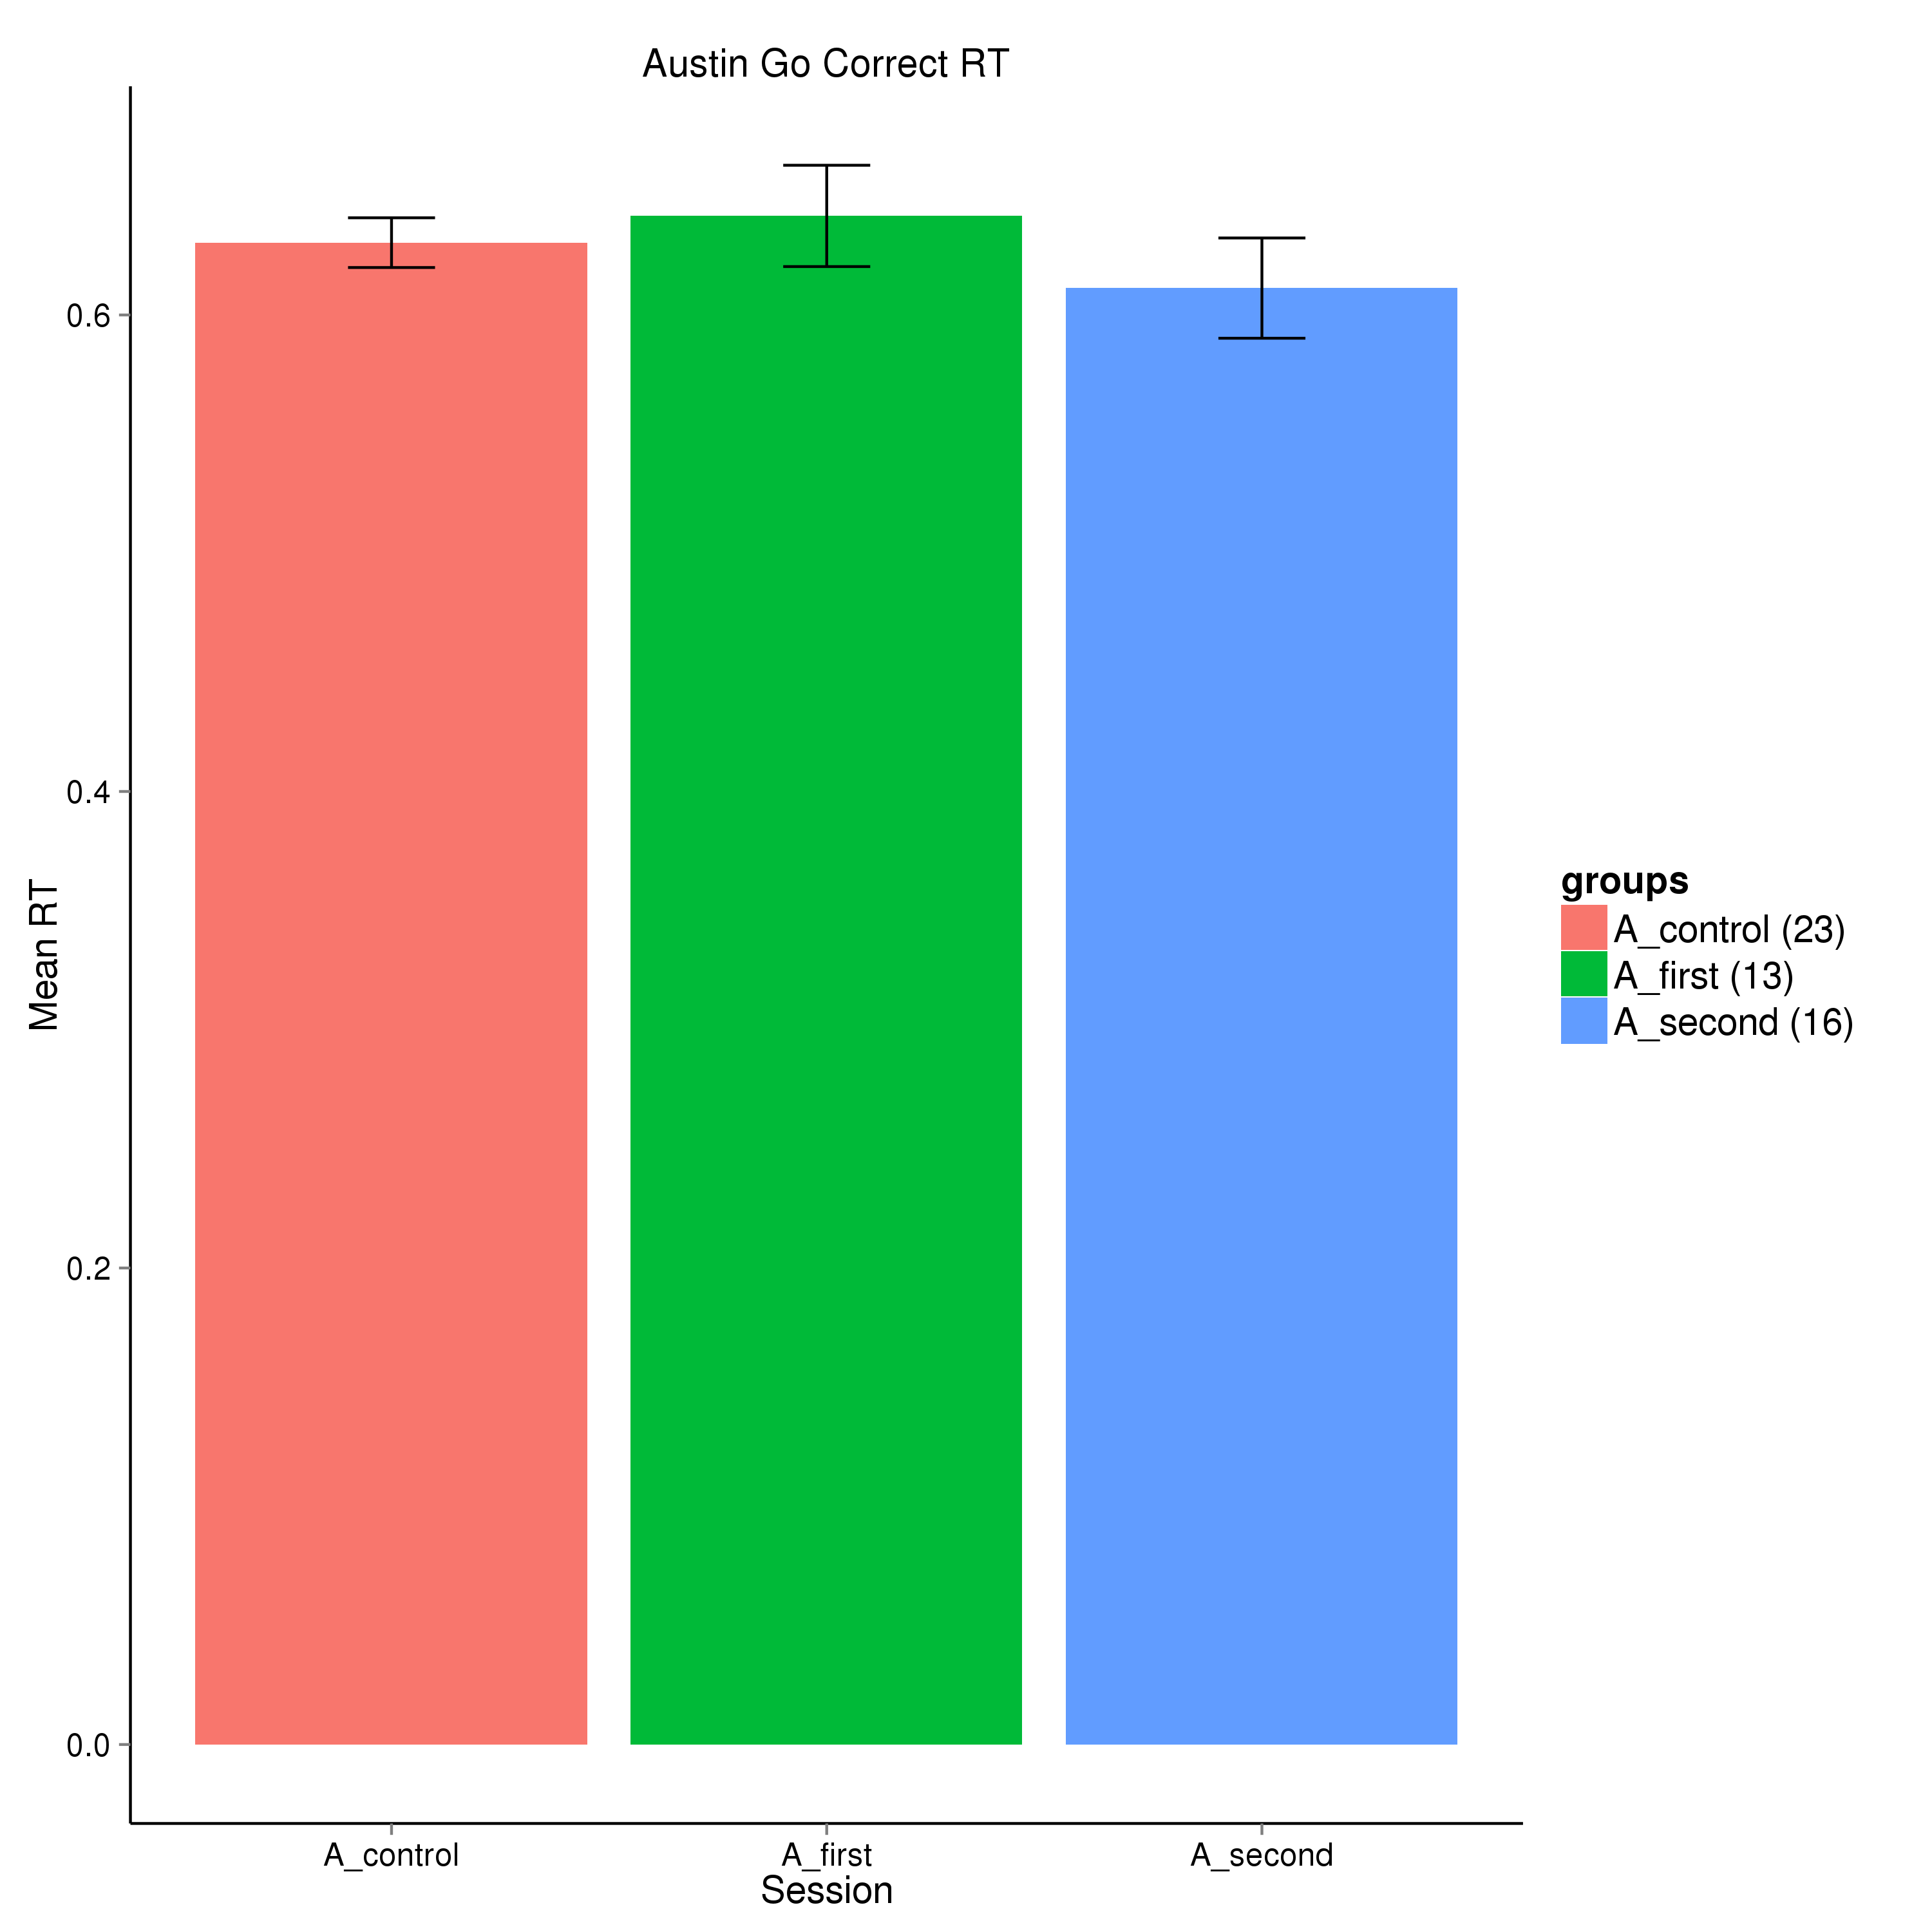 Austin Go Correct RT
Mean RT
0.6
0.4
0.2
0.0
A_control
A_first
A_second
Session
groups
A_control (23)
A_first (13)
A_second (16)